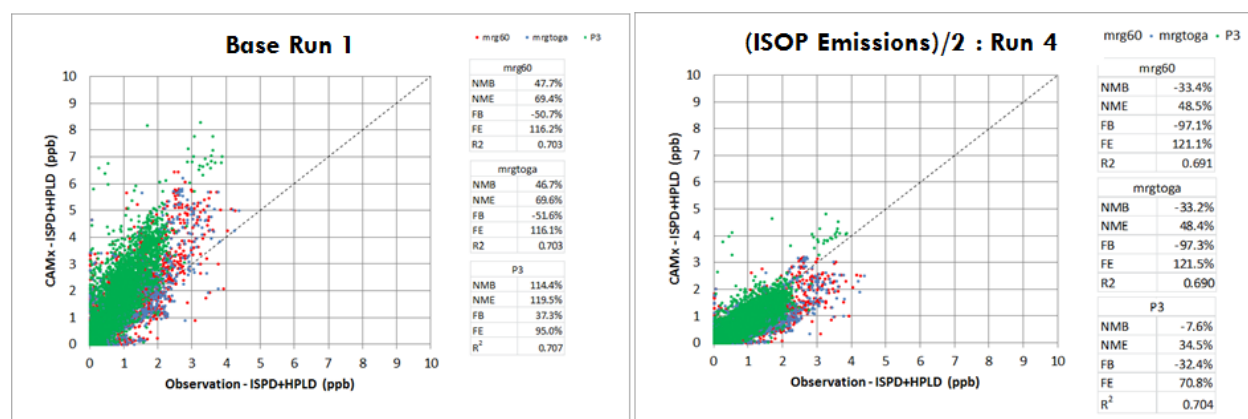 Base Run 1
mrg60 mrgtoga P3
mrg60
NMB 47.7%
NME 69.4%
FB -50.7%
FE 116.2%
R2 0.703
mrgtoga
NMB 46.7%
NME 69.6%
FB -51.6%
FE 116.1%
R2 0.703
P3
NMB 114.4%
NME 119.5%
FB 37.3%
FE 95.0%
R² 0.707
CAMx - ISPD+HPLD (ppb)
10
9
8
7
6
5
4
3
2
1
0
0 1 2 3 4 5 6 7 8 9 10
Observation - ISPD+HPLD (ppb)
(ISOP Emissions)/2 : Run 4
mrg60 • mrgtoga • P3
mrg60
NMB -33.4%
NME 48.5%
FB -97.1%
FE 121.1%
R2 0.691
mrgtoga
NMB -33.2%
NME 48.4%
FB -97.3%
FE 121.5%
R2 0.690
P3
NMB -7.6%
NME 34.5%
FB -32.4%
FE 70.8%
R² 0.704
CAMx - ISPD+HPLD (ppb)
10
9
8
7
6
5
4
3
2
1
0
0 1 2 3 4 5 6 7 8 9 10
Observation - ISPD+HPLD (ppb)